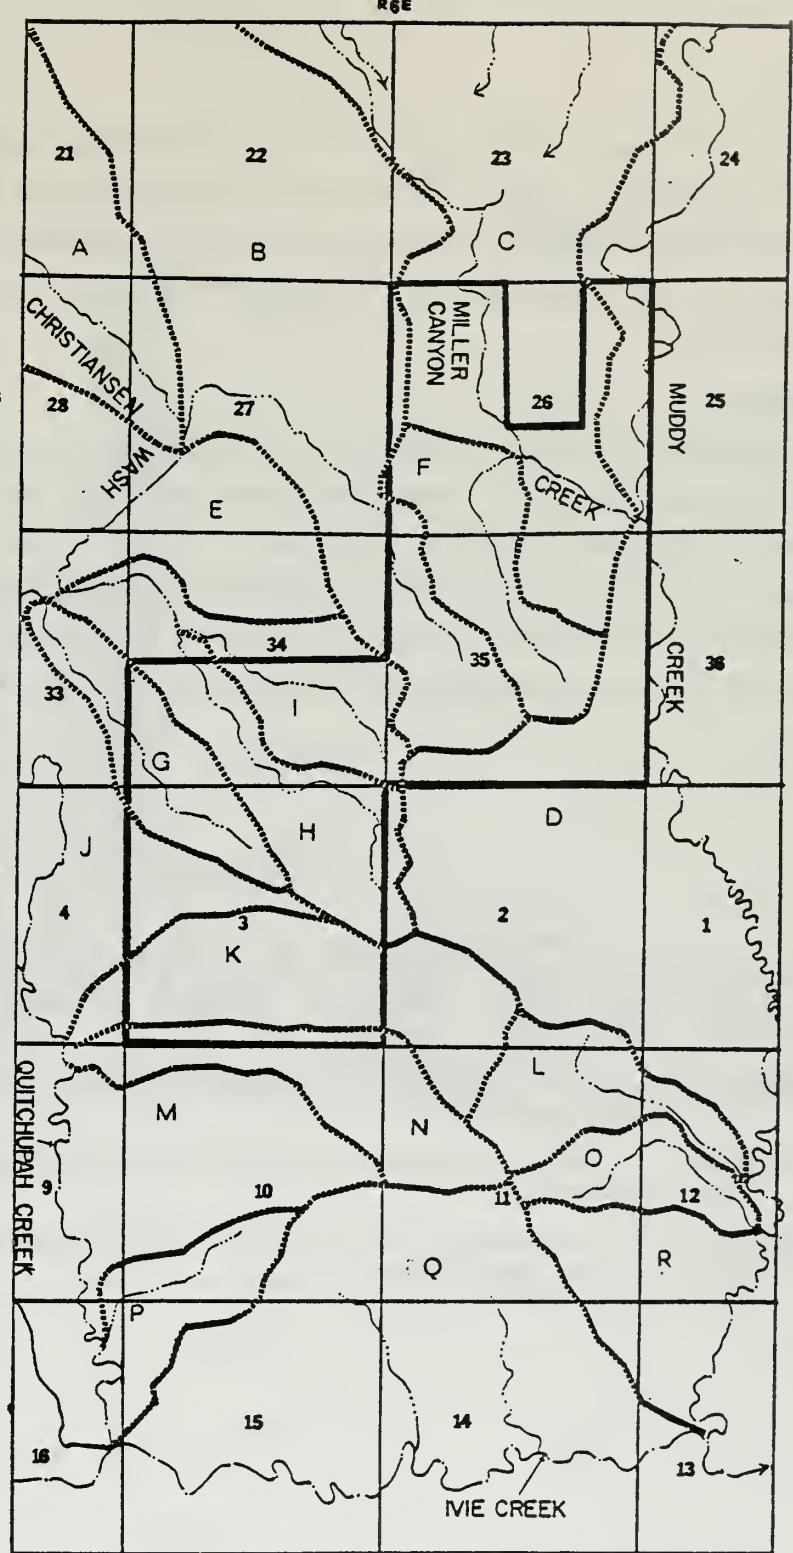 R6E
21
22
23
24
A
B
C
CHRISTIANSEN
WASH
MILLER
CANYON
28
27
26
25
MUDDY
F
CREEK
E
34
35
CREEK
36
33
I
G
H
D
J
4
3
2
1
K
L
M
N
O
QUITCHUPAH CREEK
9
10
11
12
Q
R
P
15
14
16
13
IVIE CREEK